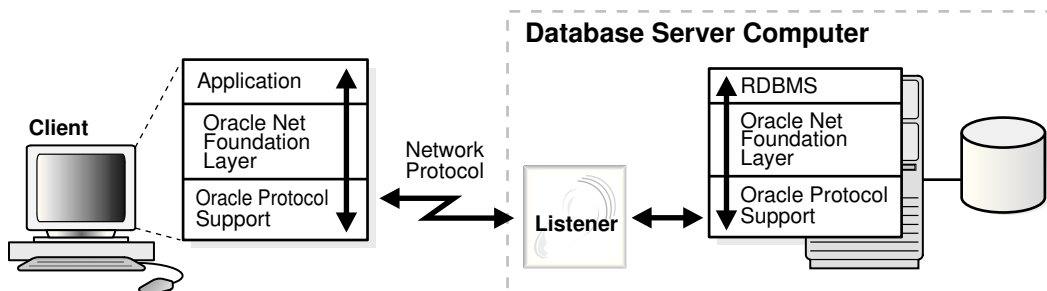 Database Server Computer
Client
Application
Oracle Net
Foundation
Layer
Oracle Protocol
Support
Network
Protocol
Listener
RDBMS
Oracle Net
Foundation
Layer
Oracle Protocol
Support